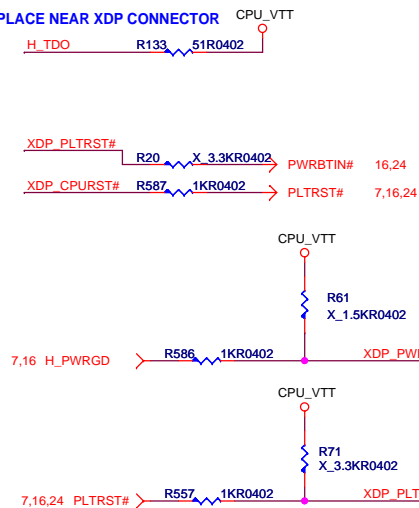 PLACE NEAR XDP CONNECTOR
CPU_VTT
H_TDO
R133 51R0402
XDP_PLTRST#
R20 X_3.3KR0402
PWRBTIN# 16,24
XDP_CPURST#
R587 1KR0402
PLTRST# 7,16,24
CPU_VTT
R61
X_1.5KR0402
7,16 H_PWRGD
R586 1KR0402
CPU_VTT
R71
X_3.3KR0402
7,16,24 PLTRST#
R557 1KR0402
XDP_PLT